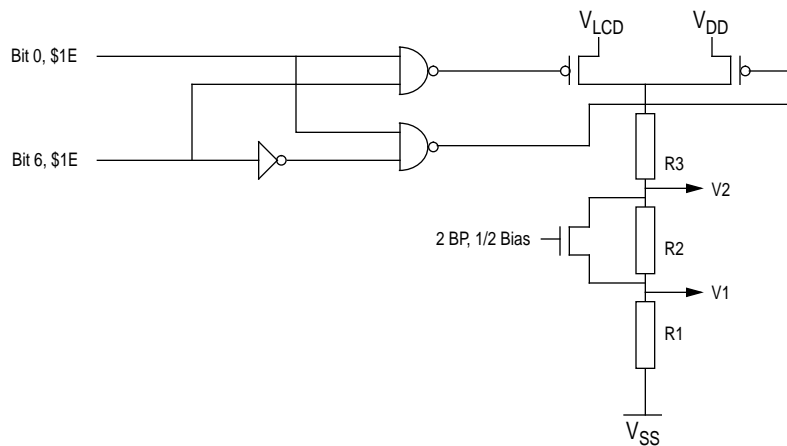 V_LCD
V_DD
Bit 0, $1E
Bit 6, $1E
R3
V2
2 BP, 1/2 Bias
R2
V1
R1
V_SS